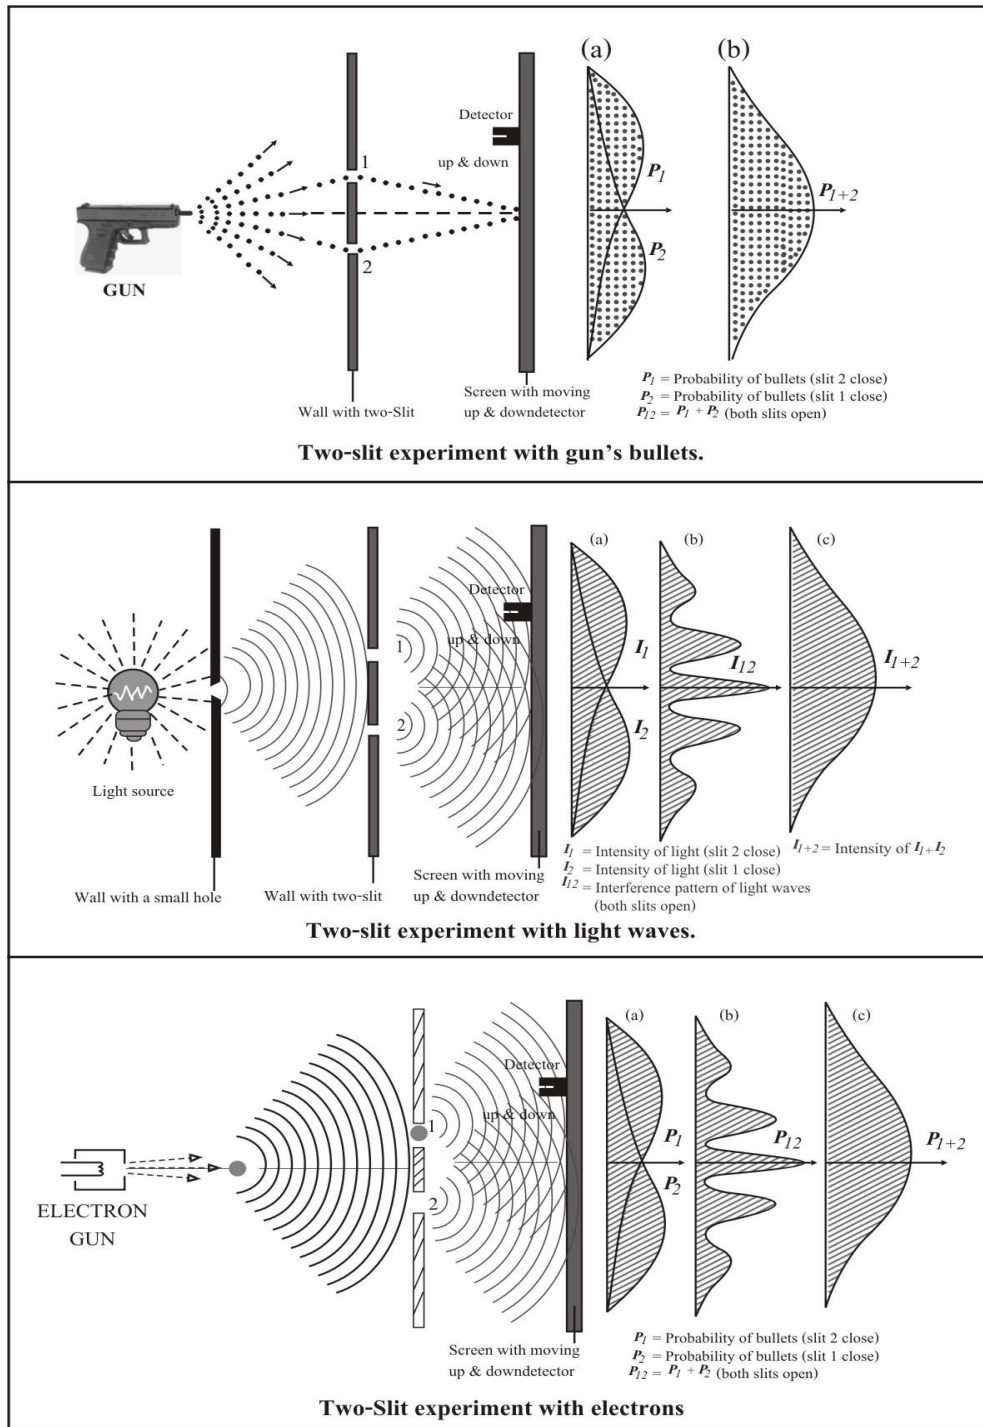 (a)
(b)
Detector
up & down
1
2
P1
P2
P1+2
GUN
Wall with two-Slit
Screen with moving
up & downdetector
P1 = Probability of bullets (slit 2 close)
P2 = Probability of bullets (slit 1 close)
P12 = P1 + P2 (both slits open)
Two-slit experiment with gun's bullets.
(a)
(b)
(c)
Detector
up & down
1
2
I1
I2
I12
I1+2
Light source
Wall with a small hole
Wall with two-slit
Screen with moving
up & downdetector
I1 = Intensity of light (slit 2 close)
I2 = Intensity of light (slit 1 close)
I12 = Interference pattern of light waves
(both slits open)
I1+2 = Intensity of I1+I2
Two-slit experiment with light waves.
(a)
(b)
(c)
Detector
up & down
1
2
P1
P2
P12
P1+2
ELECTRON
GUN
Screen with moving
up & downdetector
P1 = Probability of bullets (slit 2 close)
P2 = Probability of bullets (slit 1 close)
P12 = P1 + P2 (both slits open)
Two-Slit experiment with electrons